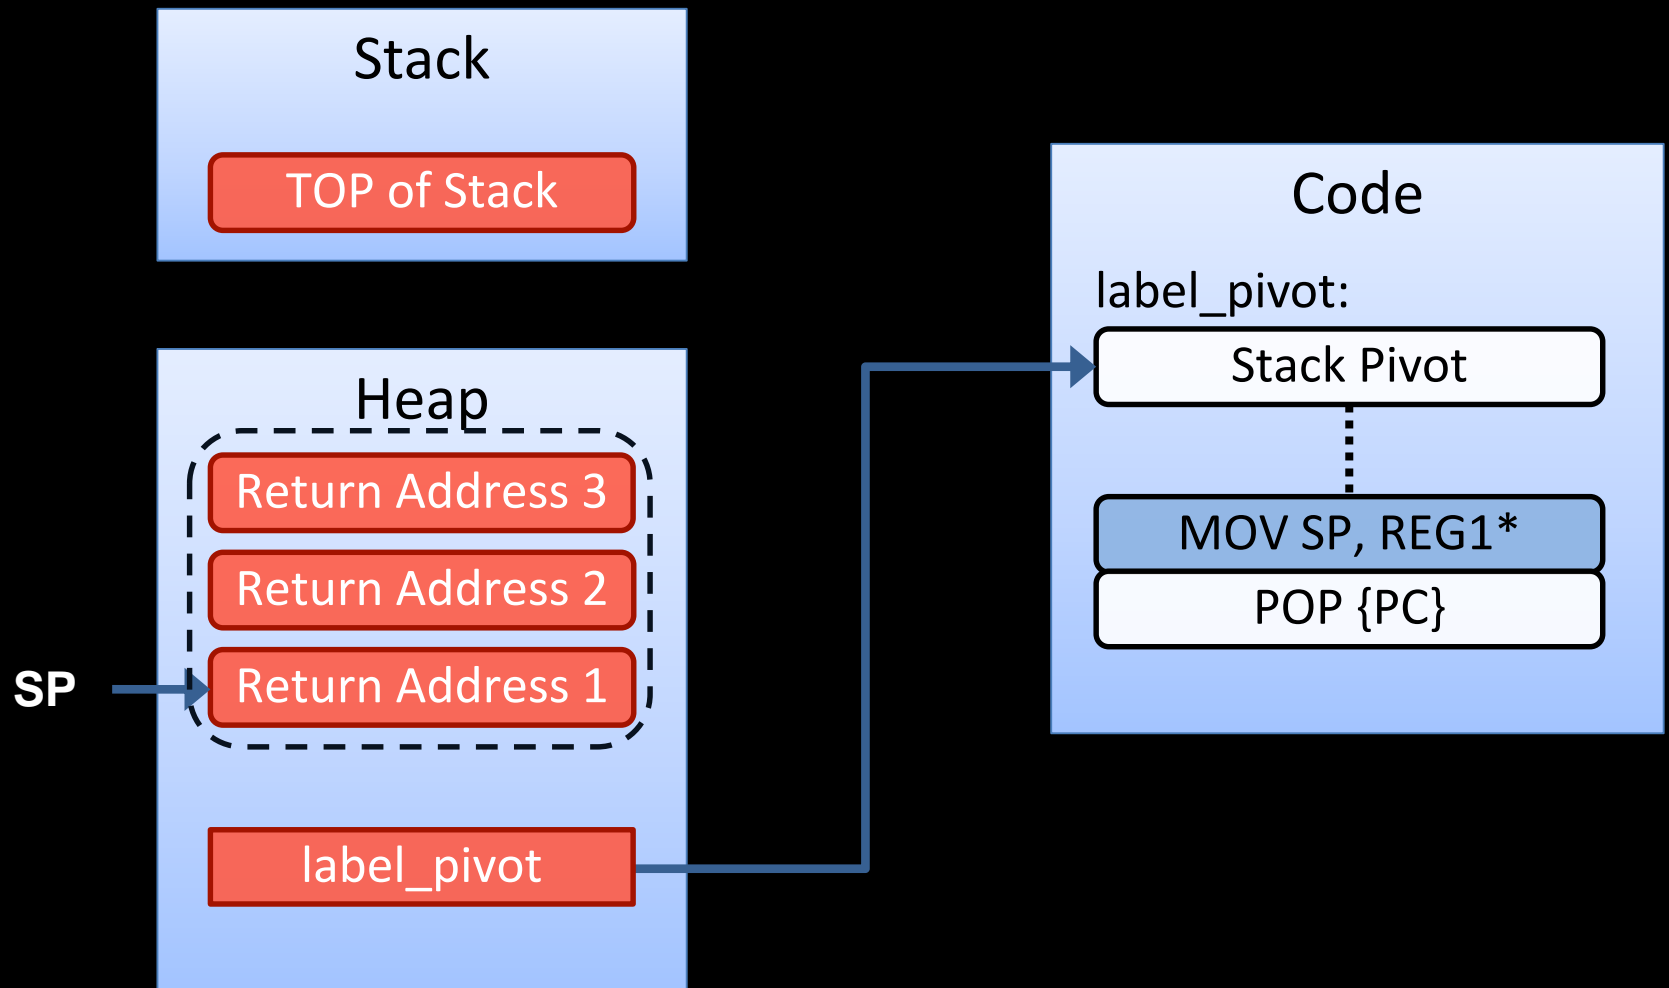 Stack
TOP of Stack
Heap
Return Address 3
Return Address 2
Return Address 1
SP
label_pivot
Code
label_pivot:
Stack Pivot
MOV SP, REG1*
POP {PC}